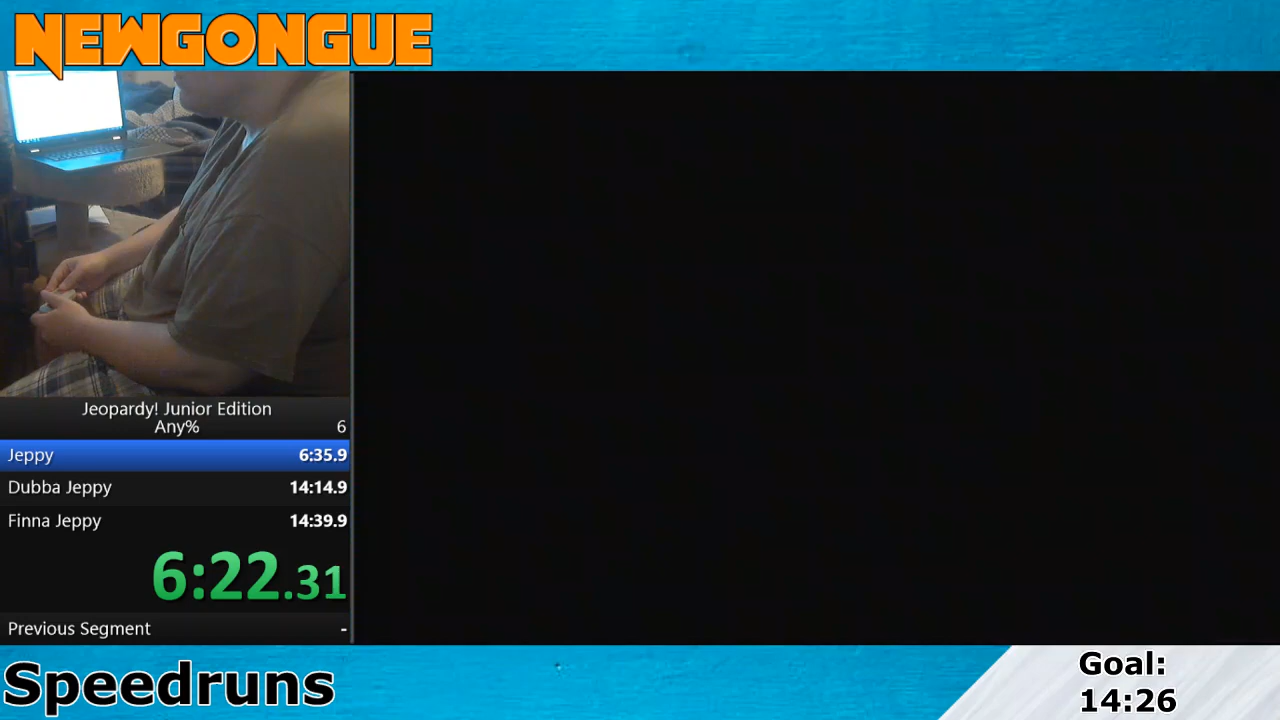 NEWGONGUE
Jeopardy! Junior Edition
Any% 6
Jeppy 6:35.9
Dubba Jeppy 14:14.9
Finna Jeppy 14:39.9
6:22.31
Previous Segment -
Speedruns
Goal:
14:26